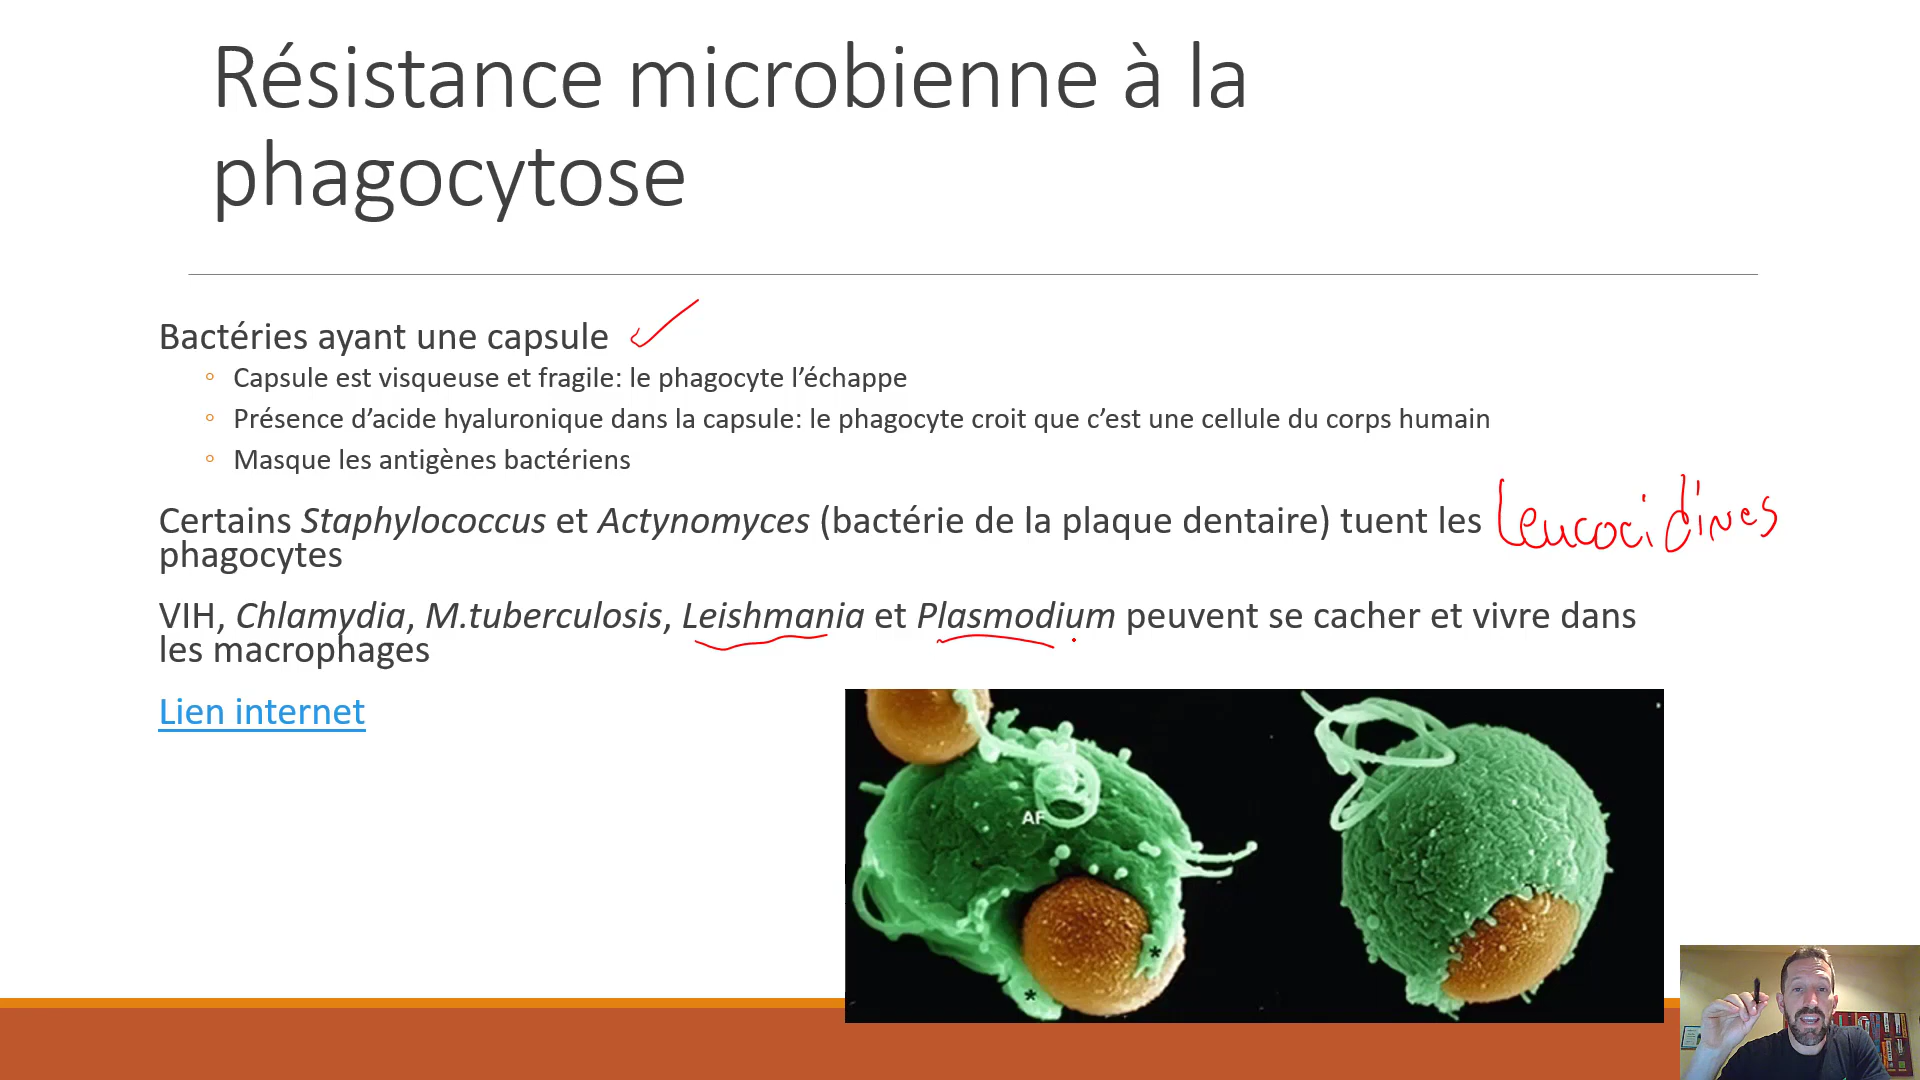 Résistance microbienne à la
phagocytose
Bactéries ayant une capsule
Capsule est visqueuse et fragile: le phagocyte l’échappe
Présence d’acide hyaluronique dans la capsule: le phagocyte croit que c’est une cellule du corps humain
Masque les antigènes bactériens
Certains Staphylococcus et Actynomyces (bactérie de la plaque dentaire) tuent les Leucocidines
phagocytes
VIH, Chlamydia, M.tuberculosis, Leishmania et Plasmodium peuvent se cacher et vivre dans
les macrophages
Lien internet
AF
*
*